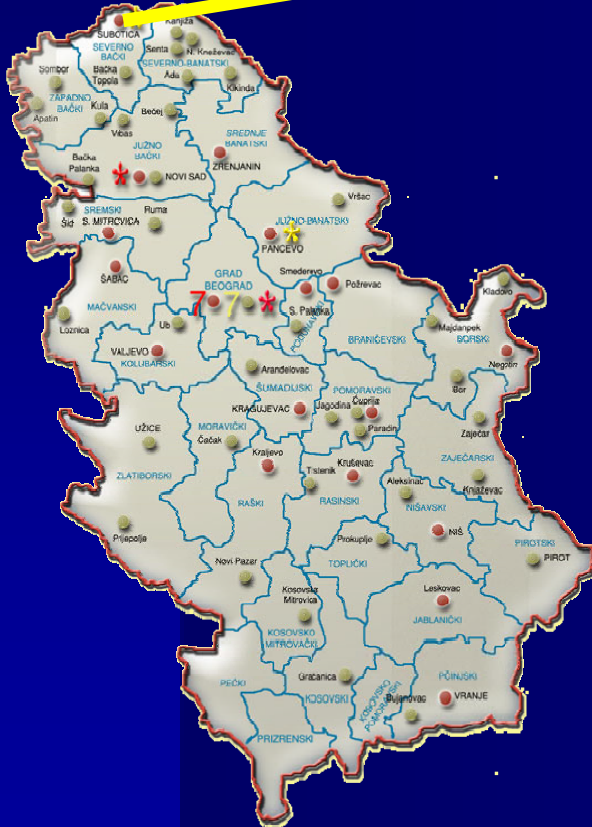 Kanjiža
SUBOTICA
SEVERNO
BAČKI
Senta
N. Kneževac
Sombor
Bačka
Topola
SEVERNO-BANATSKI
Ada
Kikinda
ZAPADNO
BAČKI
Apatin
Kula
Vrbas
Bečej
JUŽNO
BAČKI
SREDNJE
BANATSKI
ZRENJANIN
Bačka
Palanka
*
NOVI SAD
Vršac
Šid
SREMSKI
S. MITROVICA
Ruma
JUŽNO-BANATSKI
PANČEVO
*
ŠABAC
GRAD
BEOGRAD
7
7
*
Smederevo
Požrevac
Kladovo
MAČVANSKI
Loznica
Ub
S. Palanka
PODUNAVSKI
BRANIČEVSKI
Majdanpek
BORSKI
VALJEVO
KOLUBARSKI
Negotin
Aranđelovac
Bor
ŠUMADIJSKI
POMORAVSKI
KRAGUJEVAC
Jagodina
Ćuprija
Paraćin
UŽICE
MORAVIČKI
Čačak
Zaječar
Kraljevo
Kruševac
ZAJEČARSKI
ZLATIBORSKI
Trstenik
Aleksinac
Knjaževac
RAŠKI
RASINSKI
NIŠAVSKI
Prijepolje
Prokuplje
NIŠ
PIROTSKI
PIROT
Novi Pazar
TOPLIČKI
Kosovska
Mitrovica
Leskovac
JABLANIČKI
KOSOVSKO
MITROVAČKI
PEĆKI
Gračanica
PČINJSKI
KOSOVSKI
KOSOVSKO
POMORAVSKI
Bujanovac
VRANJE
PRIZRENSKI